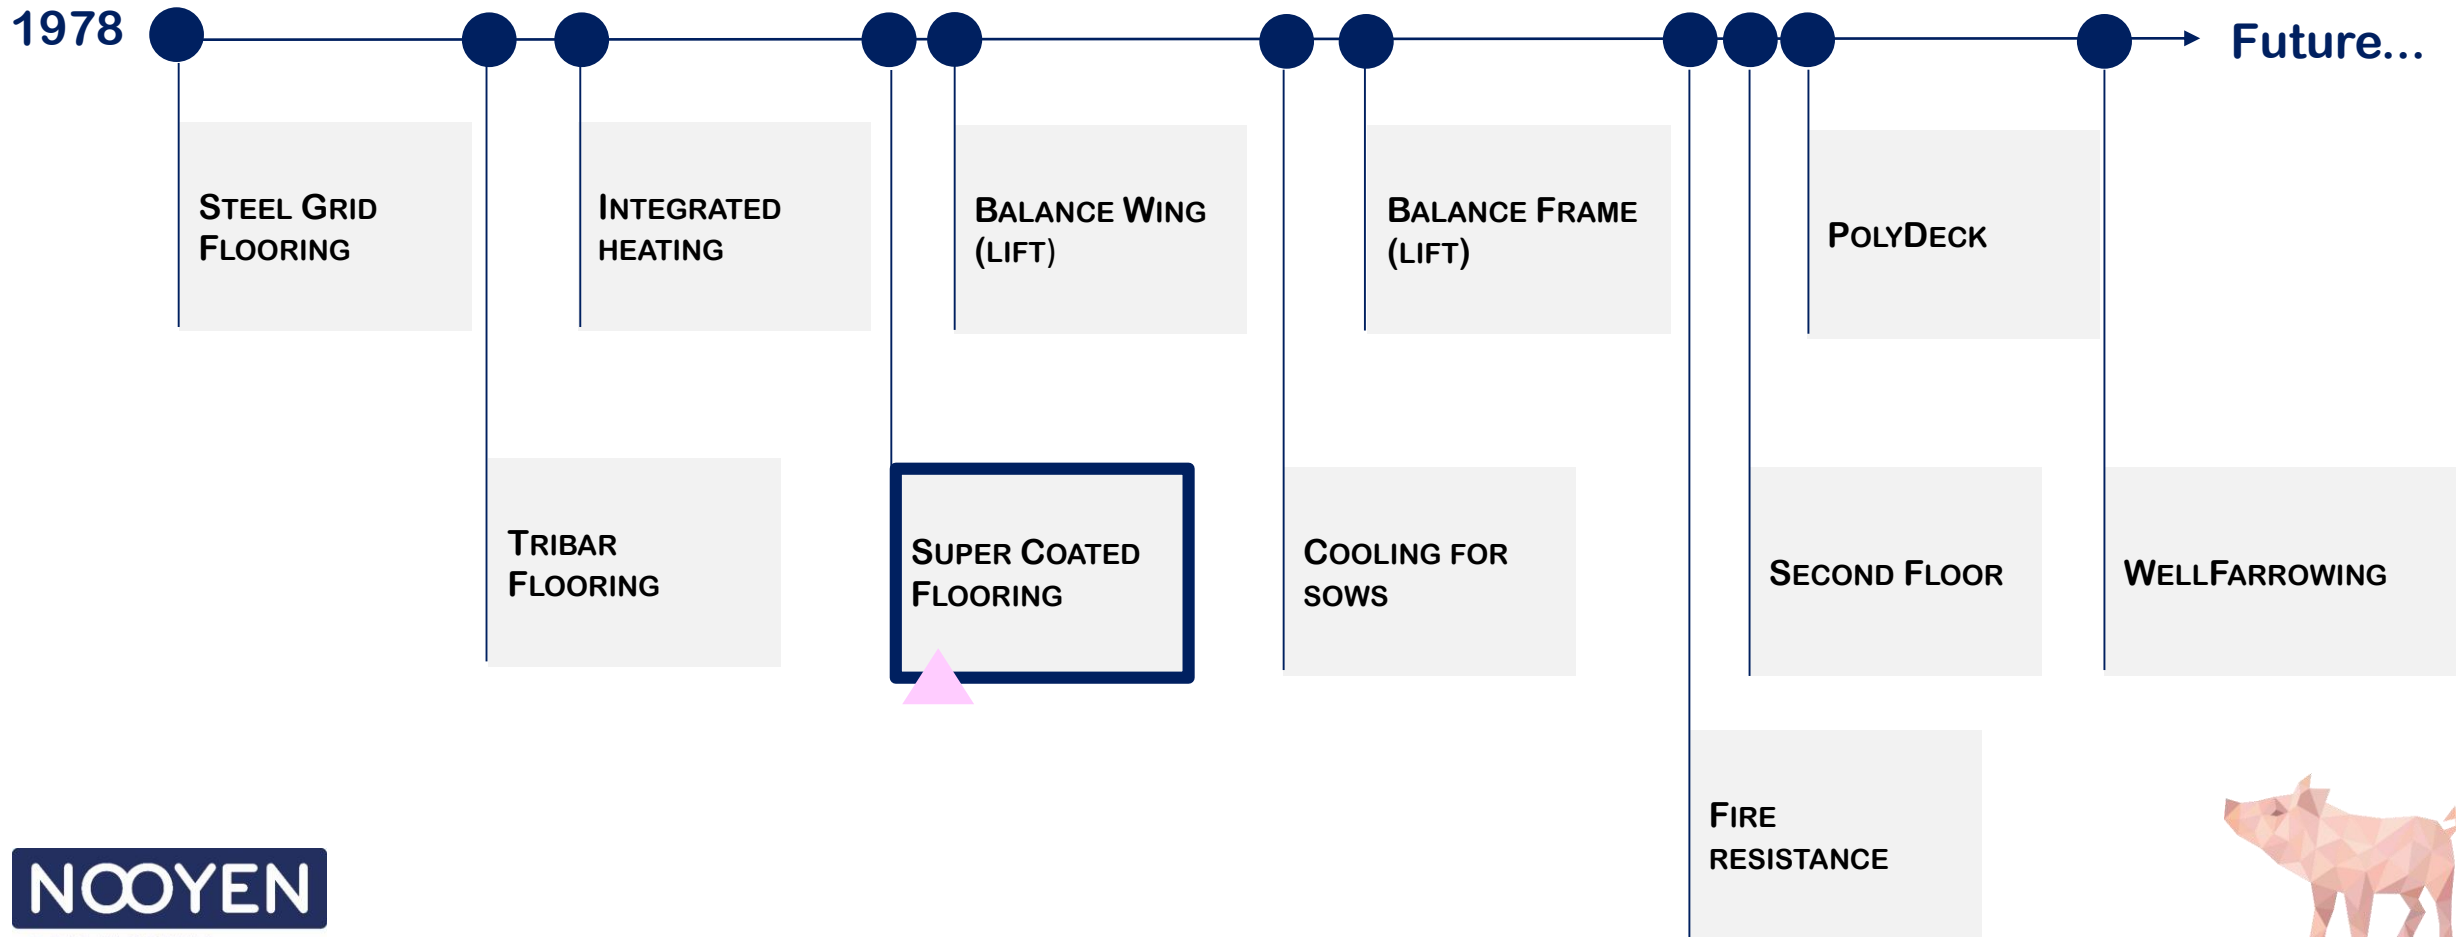 1978
Future...
STEEL GRID
FLOORING
INTEGRATED
HEATING
BALANCE WING
(LIFT)
BALANCE FRAME
(LIFT)
POLYDECK
TRIBAR
FLOORING
SUPER COATED
FLOORING
COOLING FOR
SOWS
SECOND FLOOR
WELLFARROWING
FIRE
RESISTANCE
NOOYEN